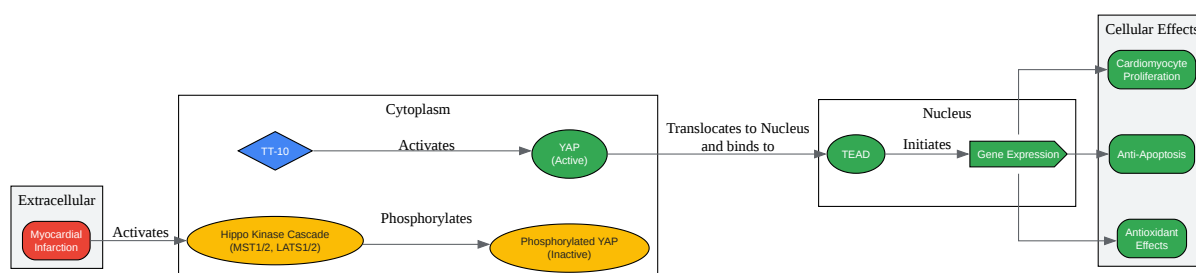 Extracellular
Myocardial
Infarction
Activates
Cytoplasm
TT-10
Activates
YAP
(Active)
Hippo Kinase Cascade
(MST1/2, LATS1/2)
Phosphorylates
Phosphorylated YAP
(Inactive)
Translocates to Nucleus
and binds to
Nucleus
TEAD
Initiates
Gene Expression
Cellular Effects
Cardiomyocyte
Proliferation
Anti-Apoptosis
Antioxidant
Effects